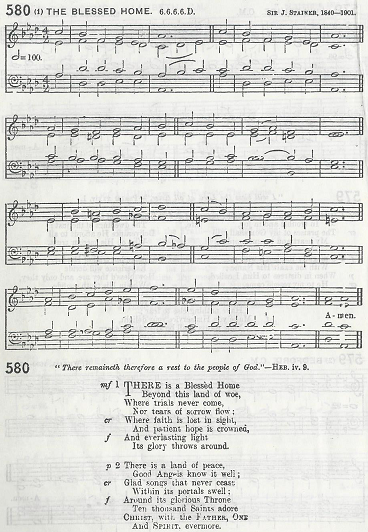 580 (1) THE BLESSED HOME. 6.6.6.6.D. SIR J. STAINER, 1840—1901.
=100.
A-men.
580 "There remaineth therefore a rest to the people of God."—HEB. iv. 9.
mf 1 THERE is a Blessèd Home
Beyond this land of woe,
Where trials never come,
Nor tears of sorrow flow;
cr Where faith is lost in sight,
And patient hope is crowned,
f And everlasting light
Its glory throws around.
p 2 There is a land of peace,
Good Angels know it well;
cr Glad songs that never cease
Within its portals swell;
f Around its glorious Throne
Ten thousand Saints adore
CHRIST, with the FATHER, ONE
And SPIRIT, evermore.